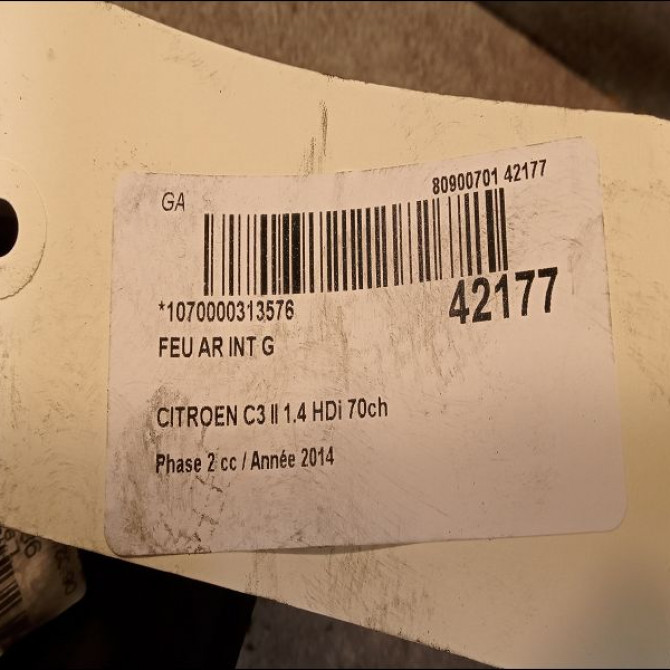 GA
80900701 42177
*1070000313576
42177
FEU AR INT G
CITROEN C3 II 1.4 HDi 70ch
Phase 2 cc / Année 2014